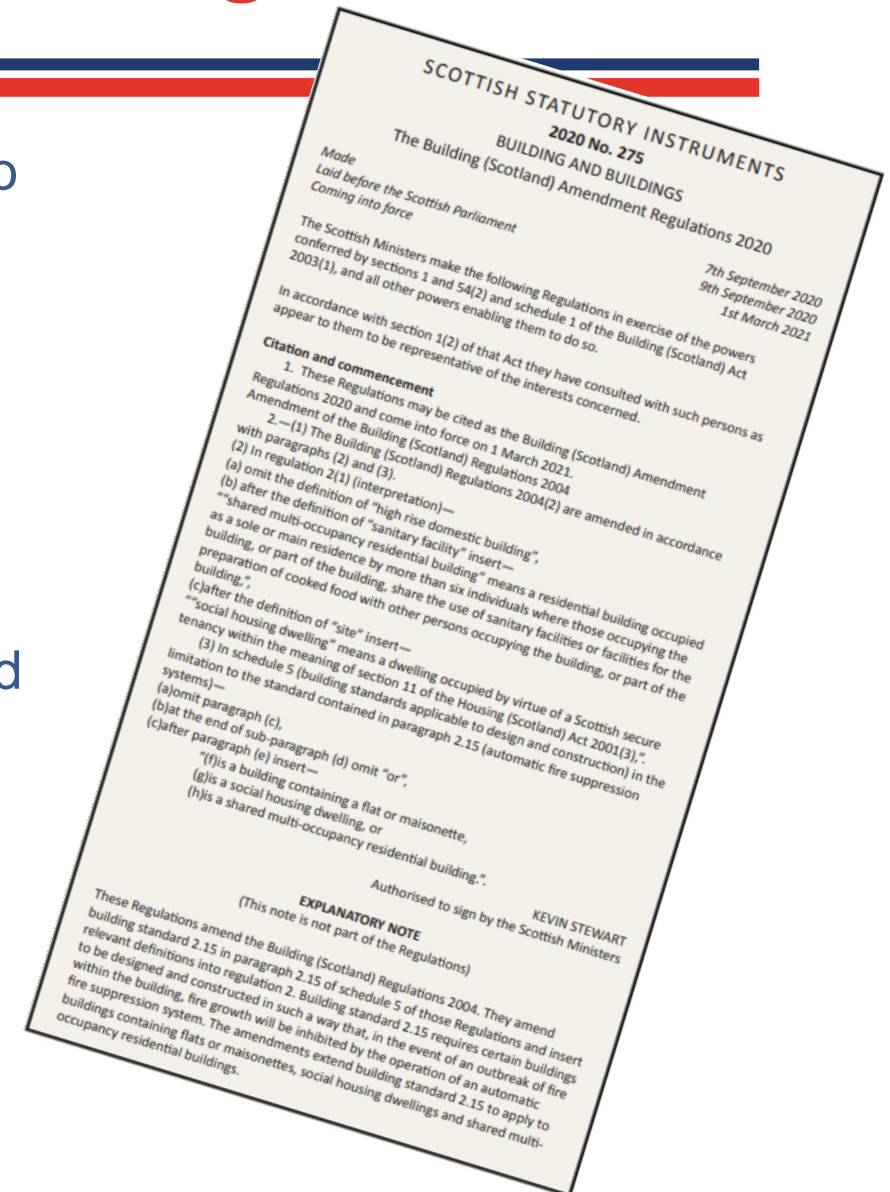 SCOTTISH STATUTORY INSTRUMENTS
2020 No. 275
BUILDING AND BUILDINGS
The Building (Scotland) Amendment Regulations 2020
Made
7th September 2020
Laid before the Scottish Parliament
9th September 2020
Coming into force
1st March 2021
The Scottish Ministers make the following Regulations in exercise of the powers
conferred by sections 1 and 54(2) and schedule 1 of the Building (Scotland) Act
2003(1), and all other powers enabling them to do so.
In accordance with section 1(2) of that Act they have consulted with such persons as
appear to them to be representative of the interests concerned.
Citation and commencement
1. These Regulations may be cited as the Building (Scotland) Amendment
Regulations 2020 and come into force on 1 March 2021.
Amendment of the Building (Scotland) Regulations 2004
2.—(1) The Building (Scotland) Regulations 2004(2) are amended in accordance
with paragraphs (2) and (3).
(2) In regulation 2(1) (interpretation)—
(a) omit the definition of “high rise domestic building”,
(b) after the definition of “sanitary facility” insert—
““shared multi-occupancy residential building” means a residential building occupied
as a sole or main residence by more than six individuals where those occupying the
building, or part of the building, share the use of sanitary facilities or facilities for the
preparation of cooked food with other persons occupying the building, or part of the
building,”,
(c)after the definition of “site” insert—
““social housing dwelling” means a dwelling occupied by virtue of a Scottish secure
tenancy within the meaning of section 11 of the Housing (Scotland) Act 2001(3),”.
(3) In schedule 5 (building standards applicable to design and construction) in the
limitation to the standard contained in paragraph 2.15 (automatic fire suppression
systems)—
(a)omit paragraph (c),
(b)at the end of sub-paragraph (d) omit “or”,
(c)after paragraph (e) insert—
“(f)is a building containing a flat or maisonette,
(g)is a social housing dwelling, or
(h)is a shared multi-occupancy residential building.”.
KEVIN STEWART
Authorised to sign by the Scottish Ministers
EXPLANATORY NOTE
(This note is not part of the Regulations)
These Regulations amend the Building (Scotland) Regulations 2004. They amend
building standard 2.15 in paragraph 2.15 of schedule 5 of those Regulations and insert
relevant definitions into regulation 2. Building standard 2.15 requires certain buildings
to be designed and constructed in such a way that, in the event of an outbreak of fire
within the building, fire growth will be inhibited by the operation of an automatic
fire suppression system. The amendments extend building standard 2.15 to apply to
buildings containing flats or maisonettes, social housing dwellings and shared multi-
occupancy residential buildings.